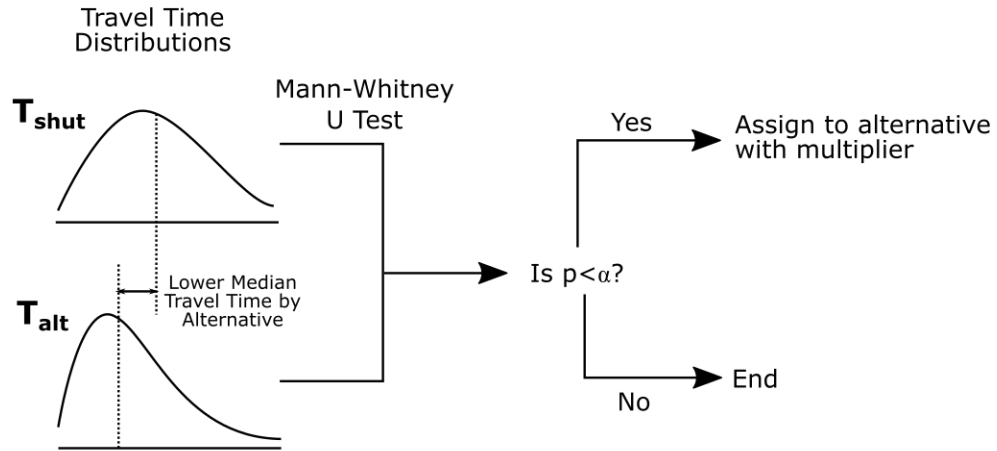 Travel Time
Distributions
Tshut
Mann-Whitney
U Test
Yes
Assign to alternative
with multiplier
Is p<α?
Lower Median
Travel Time by
Alternative
Talt
No
End